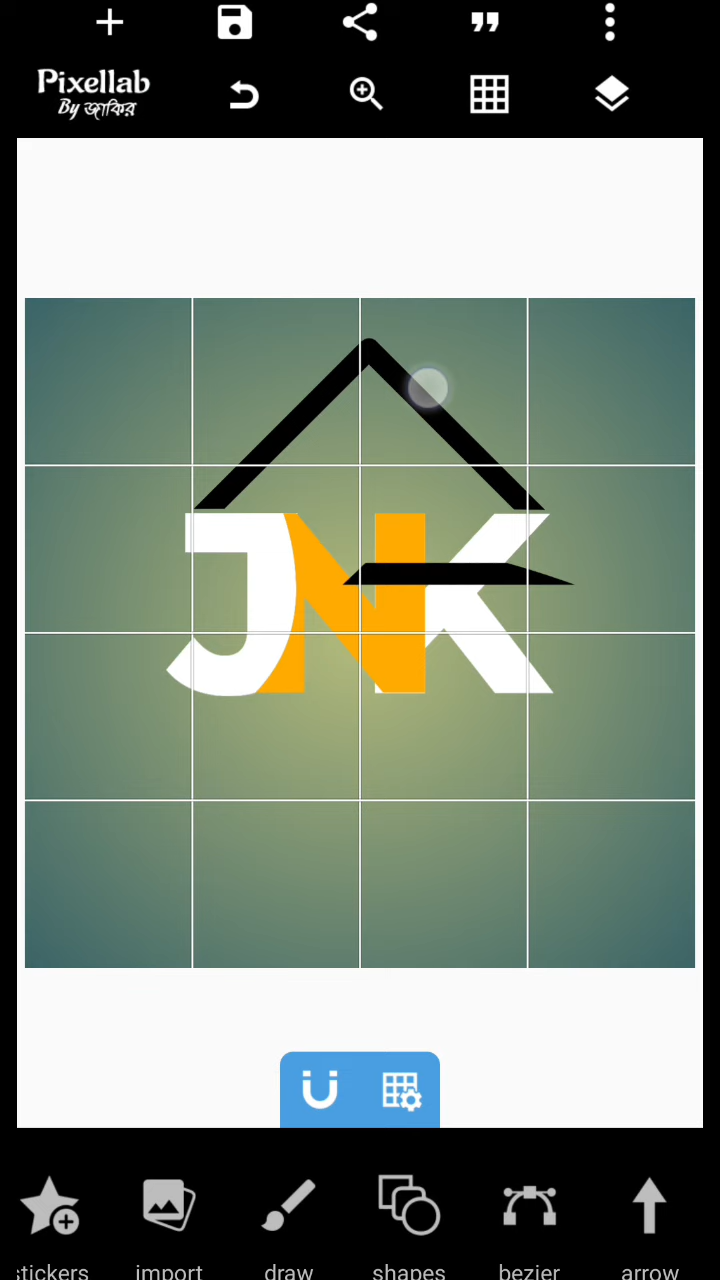 Pixellab
By জাকির
JNK
stickers
import
draw
shapes
bezier
arrow